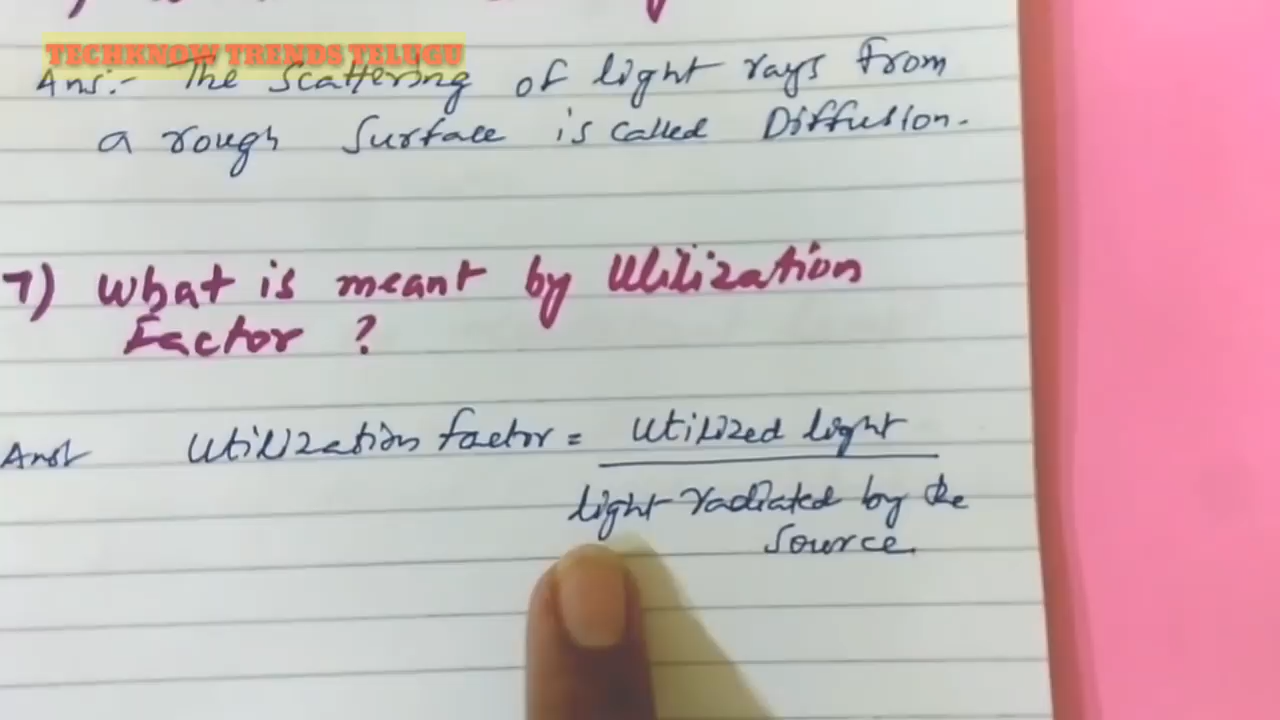 TECHKNOW TRENDS TELUGU
Ans:- The Scattering of light rays from
a rough Surface is called Diffusion.
7) What is meant by Utilization
Factor ?
Ans:- Utilization factor = Utilized light
light radiated by the
Source.